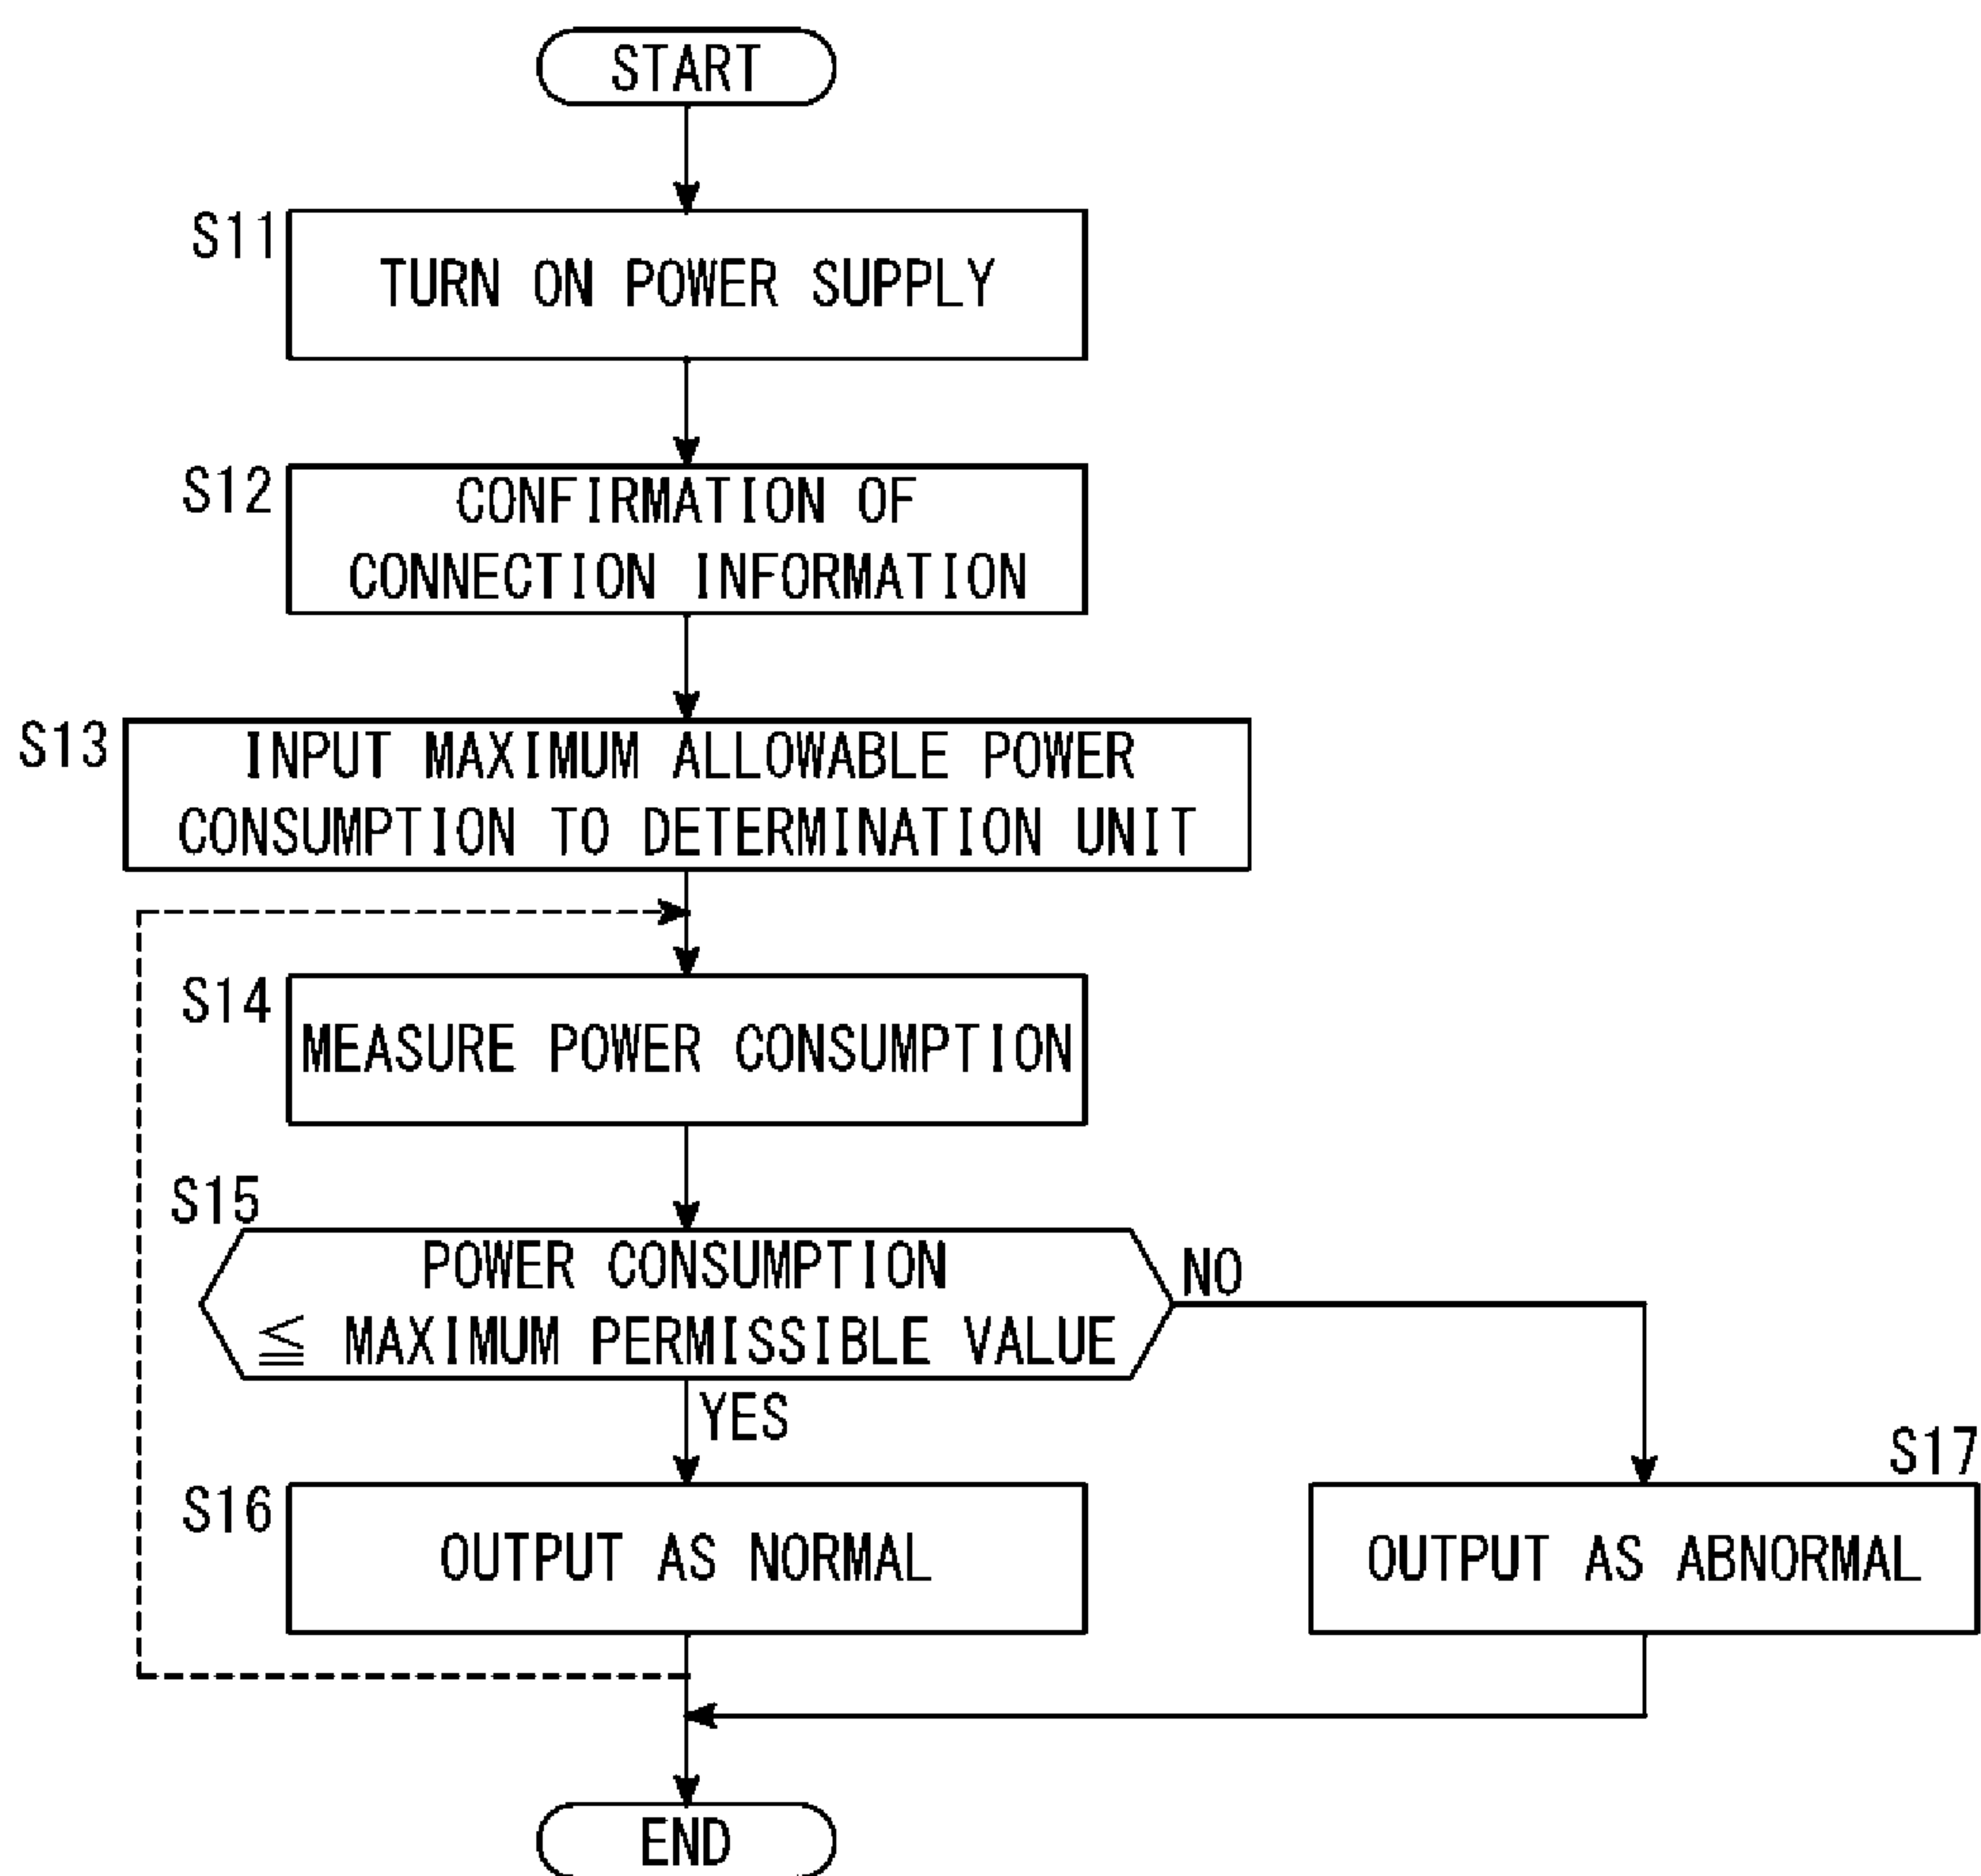 START
S11
TURN ON POWER SUPPLY
S12
CONFIRMATION OF
CONNECTION INFORMATION
S13
INPUT MAXIMUM ALLOWABLE POWER
CONSUMPTION TO DETERMINATION UNIT
S14
MEASURE POWER CONSUMPTION
S15
POWER CONSUMPTION
≦ MAXIMUM PERMISSIBLE VALUE
NO
YES
S16
OUTPUT AS NORMAL
S17
OUTPUT AS ABNORMAL
END